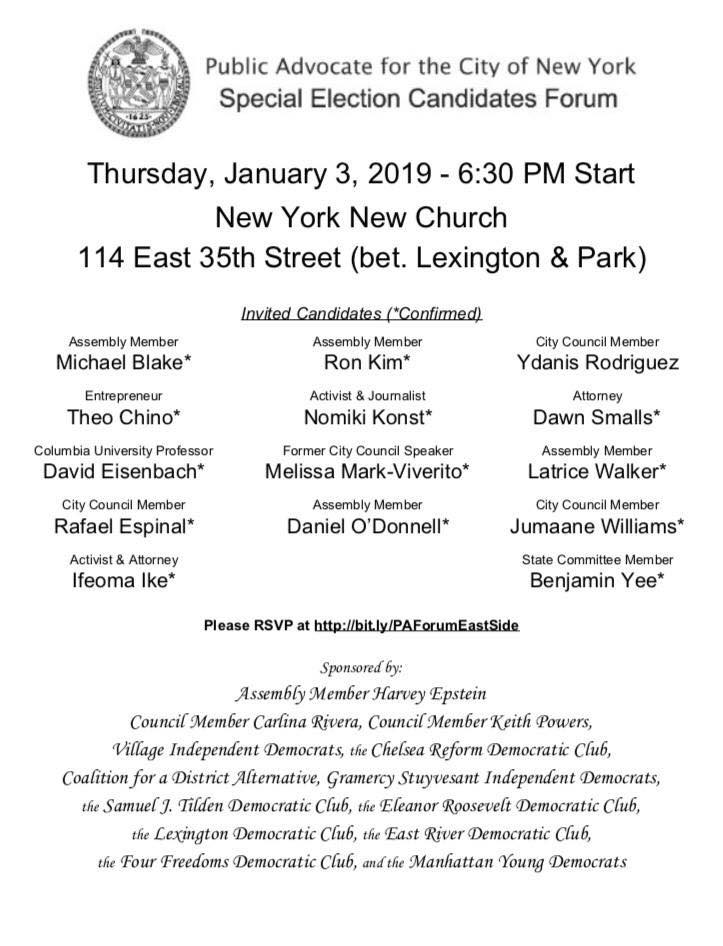 Public Advocate for the City of New York
Special Election Candidates Forum
Thursday, January 3, 2019 - 6:30 PM Start
New York New Church
114 East 35th Street (bet. Lexington & Park)
Invited Candidates (*Confirmed)
Assembly Member
Michael Blake*
Assembly Member
Ron Kim*
City Council Member
Ydanis Rodriguez
Entrepreneur
Theo Chino*
Activist & Journalist
Nomiki Konst*
Attorney
Dawn Smalls*
Columbia University Professor
David Eisenbach*
Former City Council Speaker
Melissa Mark-Viverito*
Assembly Member
Latrice Walker*
City Council Member
Rafael Espinal*
Assembly Member
Daniel O’Donnell*
City Council Member
Jumaane Williams*
Activist & Attorney
Ifeoma Ike*
State Committee Member
Benjamin Yee*
Please RSVP at http://bit.ly/PAForumEastSide
Sponsored by:
Assembly Member Harvey Epstein
Council Member Carlina Rivera, Council Member Keith Powers,
Village Independent Democrats, the Chelsea Reform Democratic Club,
Coalition for a District Alternative, Gramercy Stuyvesant Independent Democrats,
the Samuel J. Tilden Democratic Club, the Eleanor Roosevelt Democratic Club,
the Lexington Democratic Club, the East River Democratic Club,
the Four Freedoms Democratic Club, and the Manhattan Young Democrats